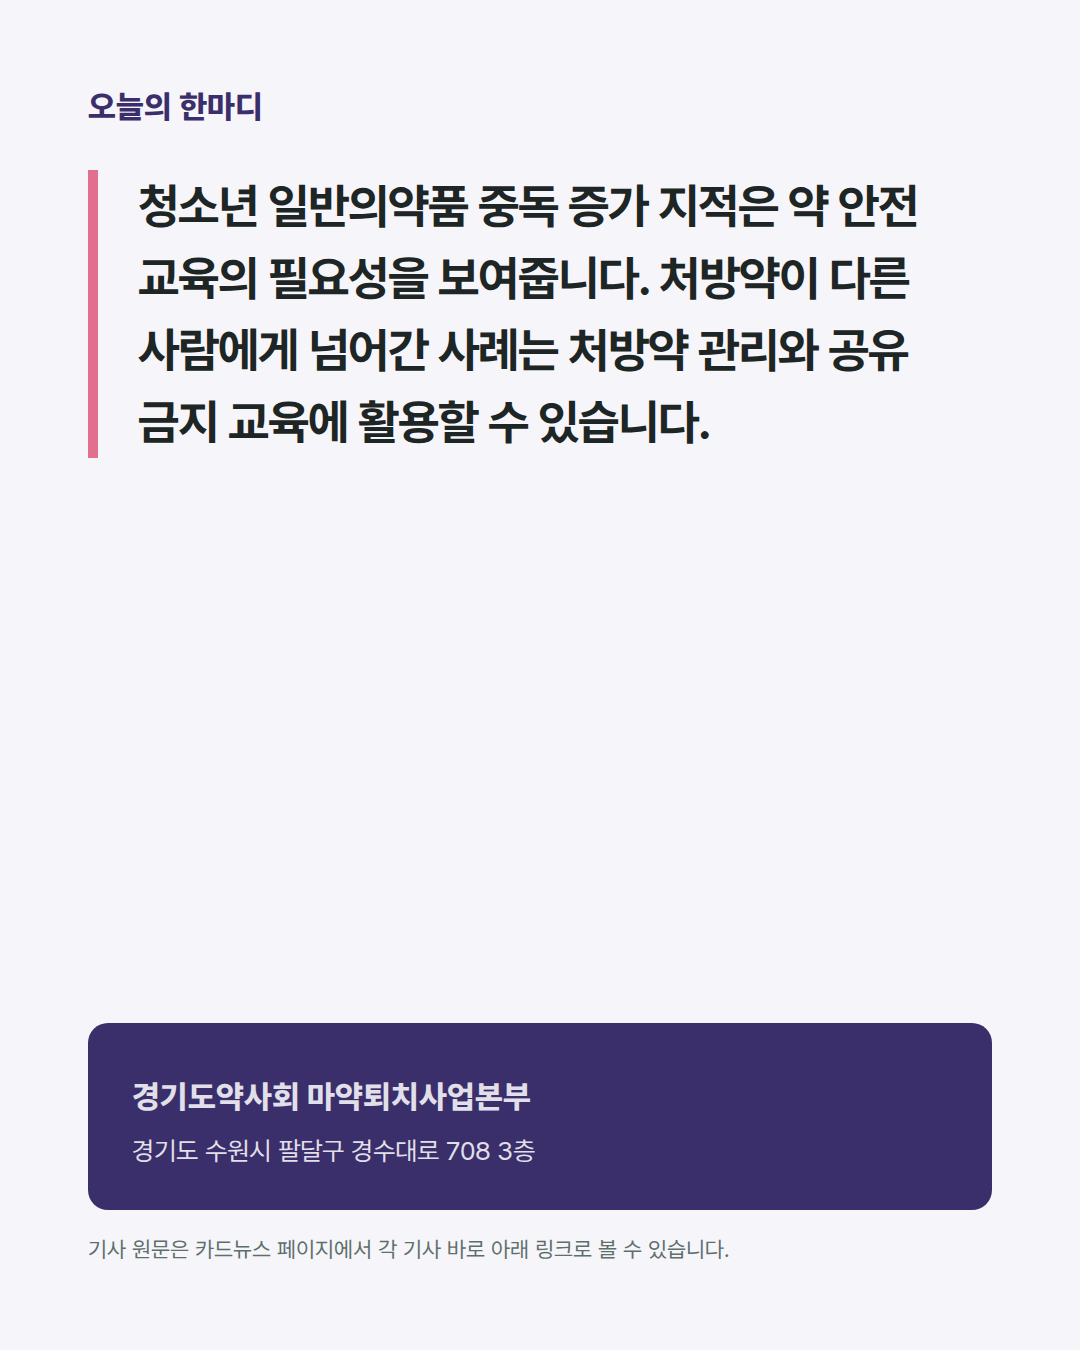 오늘의 한마디
청소년 일반의약품 중독 증가 지적은 약 안전
교육의 필요성을 보여줍니다. 처방약이 다른
사람에게 넘어간 사례는 처방약 관리와 공유
금지 교육에 활용할 수 있습니다.
경기도약사회 마약퇴치사업본부
경기도 수원시 팔달구 경수대로 708 3층
기사 원문은 카드뉴스 페이지에서 각 기사 바로 아래 링크로 볼 수 있습니다.